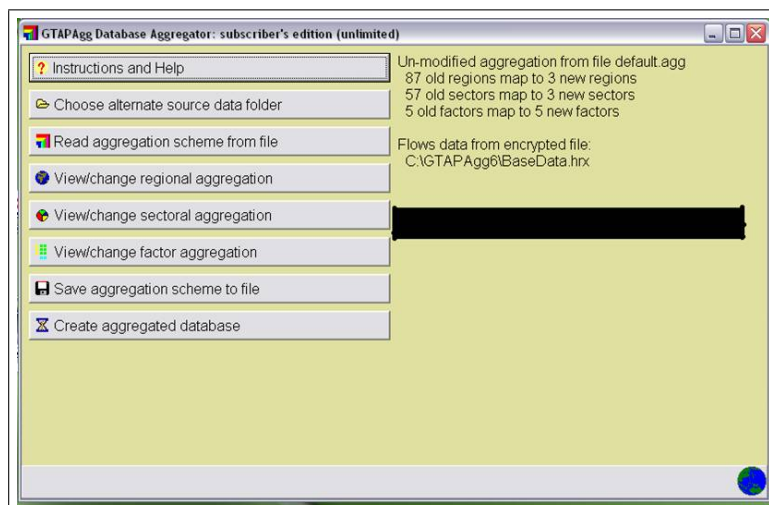 GTAPAgg Database Aggregator: subscriber's edition (unlimited)
? Instructions and Help
Choose alternate source data folder
Read aggregation scheme from file
View/change regional aggregation
View/change sectoral aggregation
View/change factor aggregation
Save aggregation scheme to file
Create aggregated database
Un-modified aggregation from file default.agg
87 old regions map to 3 new regions
57 old sectors map to 3 new sectors
5 old factors map to 5 new factors
Flows data from encrypted file:
C:\GTAPAgg6\BaseData.hrx